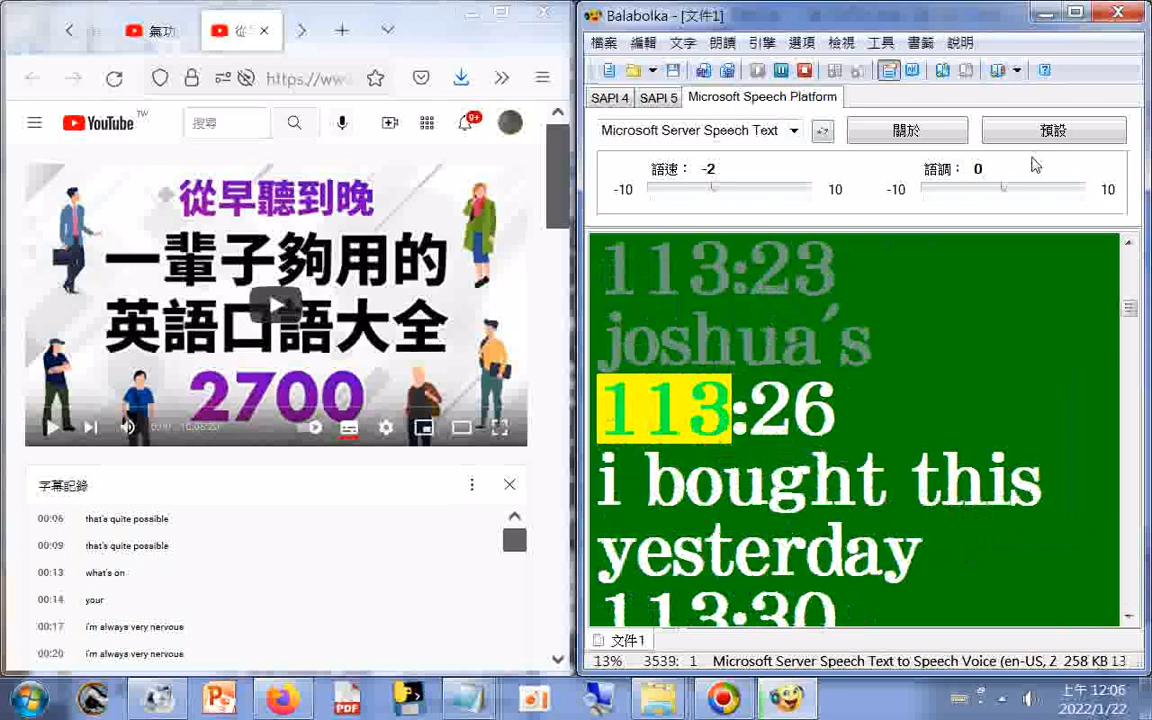 氣功
從
https://www
YouTube TW
搜尋
9+
從早聽到晚
一輩子夠用的
英語口語大全
2700
字幕記錄
00:06 that's quite possible
00:09 that's quite possible
00:13 what's on
00:14 your
00:17 i'm always very nervous
00:20 i'm always very nervous
Balabolka - [文件1]
檔案 編輯 文字 朗讀 引擎 選項 檢視 工具 書籤 說明
SAPI 4 SAPI 5 Microsoft Speech Platform
Microsoft Server Speech Text
關於
預設
語速： -2
語調： 0
-10 10
-10 10
113:23
joshua's
113:26
i bought this
yesterday
113:30
文件1
13% 3539: 1 Microsoft Server Speech Text to Speech Voice (en-US, Z 258 KB 13
PDF
上午 12:06
2022/1/22